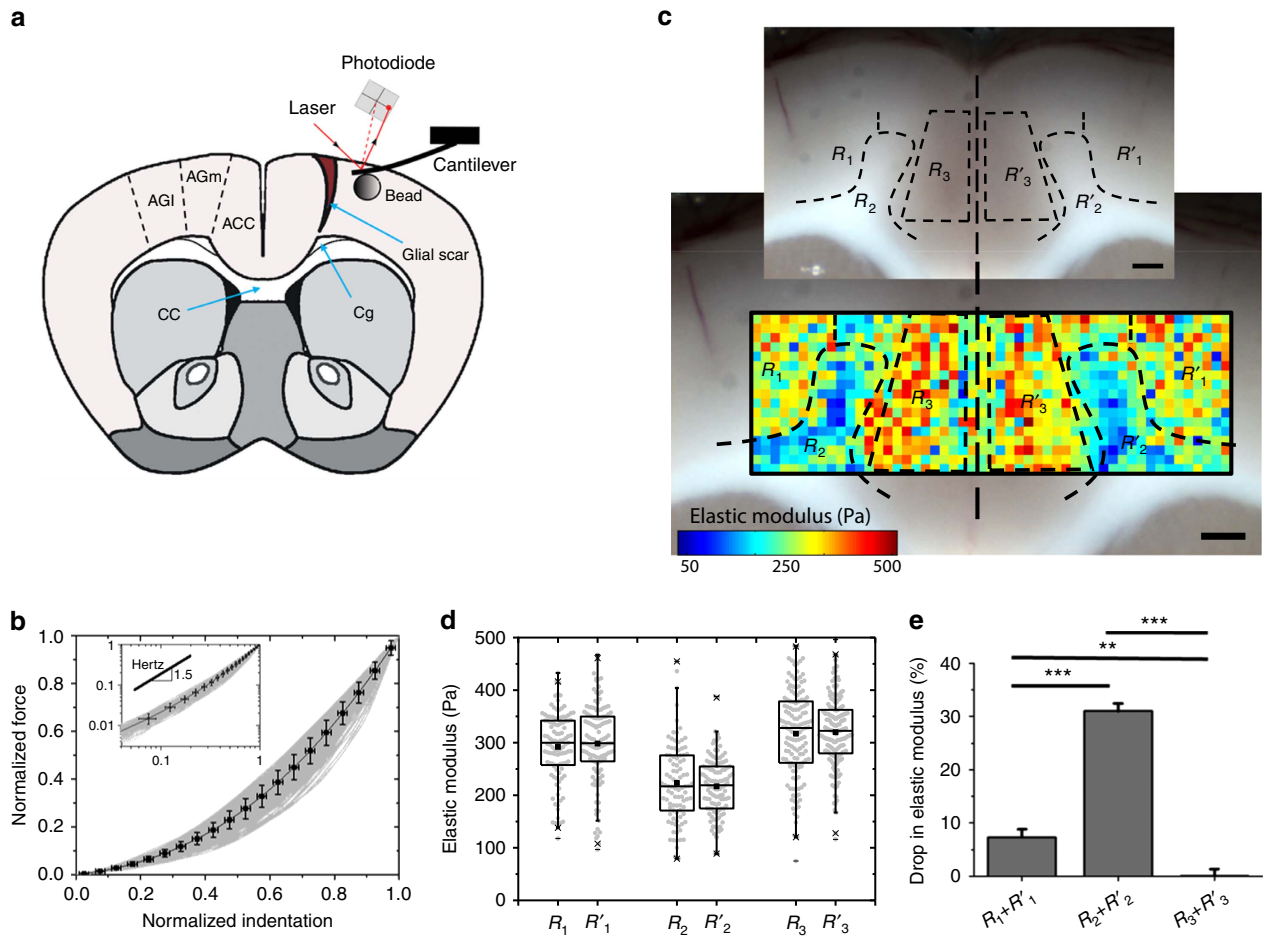 a
Photodiode
Laser
Cantilever
Bead
AGm
AGl
ACC
Glial scar
CC
Cg
c
R1
R3
R′3
R′1
R2
R′2
R1
R3
R′3
R′1
R2
R′2
Elastic modulus (Pa)
50 250 500
b
Normalized force
1.0
0.8
0.6
0.4
0.2
0.0
0.0 0.2 0.4 0.6 0.8 1.0
Normalized indentation
1
0.1
0.01
0.1 1
Hertz
1.5
d
Elastic modulus (Pa)
500
400
300
200
100
0
R1 R′1 R2 R′2 R3 R′3
e
Drop in elastic modulus (%)
***
**
***
40
30
20
10
0
R1+R′1 R2+R′2 R3+R′3